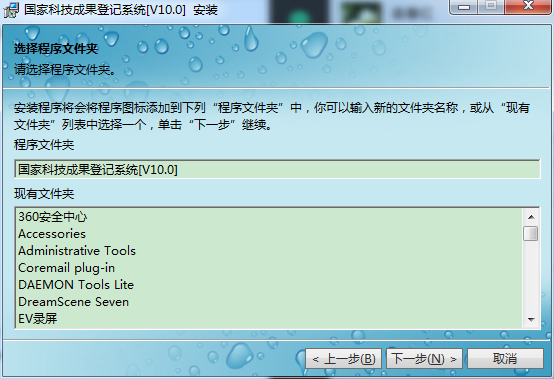 国家科技成果登记系统[V10.0] 安装
选择程序文件夹
请选择程序文件夹。
安装程序将会将程序图标添加到下列“程序文件夹”中，你可以输入新的文件夹名称，或从“现有
文件夹”列表中选择一个，单击“下一步”继续。
程序文件夹
国家科技成果登记系统[V10.0]
现有文件夹
360安全中心
Accessories
Administrative Tools
Coremail plug-in
DAEMON Tools Lite
DreamScene Seven
EV录屏
< 上一步(B)
下一步(N) >
取消